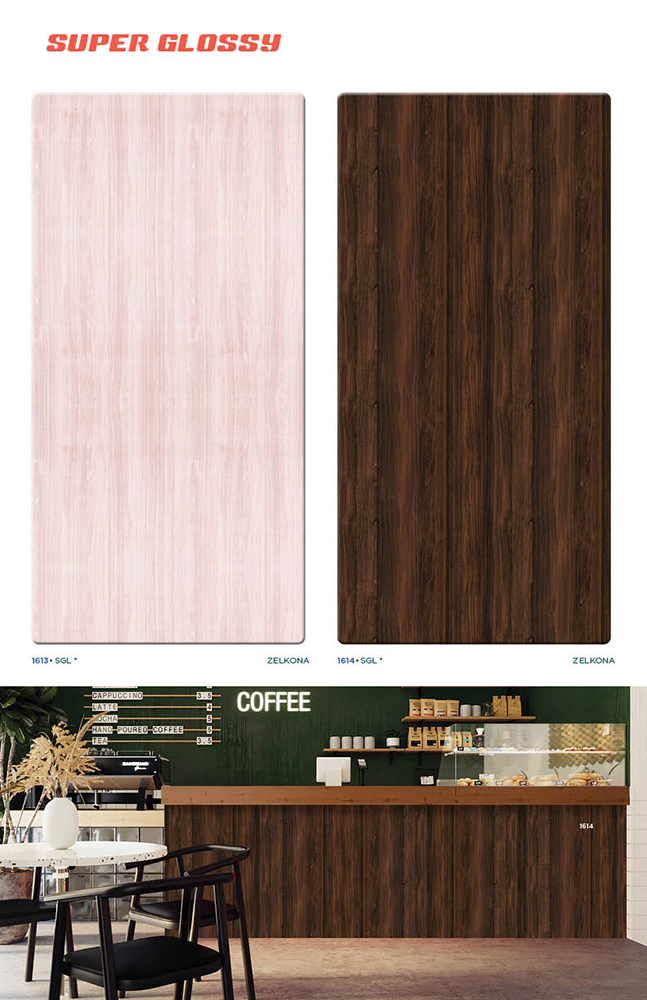 SUPER GLOSSY
1613 • SGL *
ZELKONA
1614 • SGL *
ZELKONA
CAPPUCCINO 3.5
LATTE 4
MOCHA 5
HAND POURED COFFEE 5
TEA 3.5
COFFEE
1614